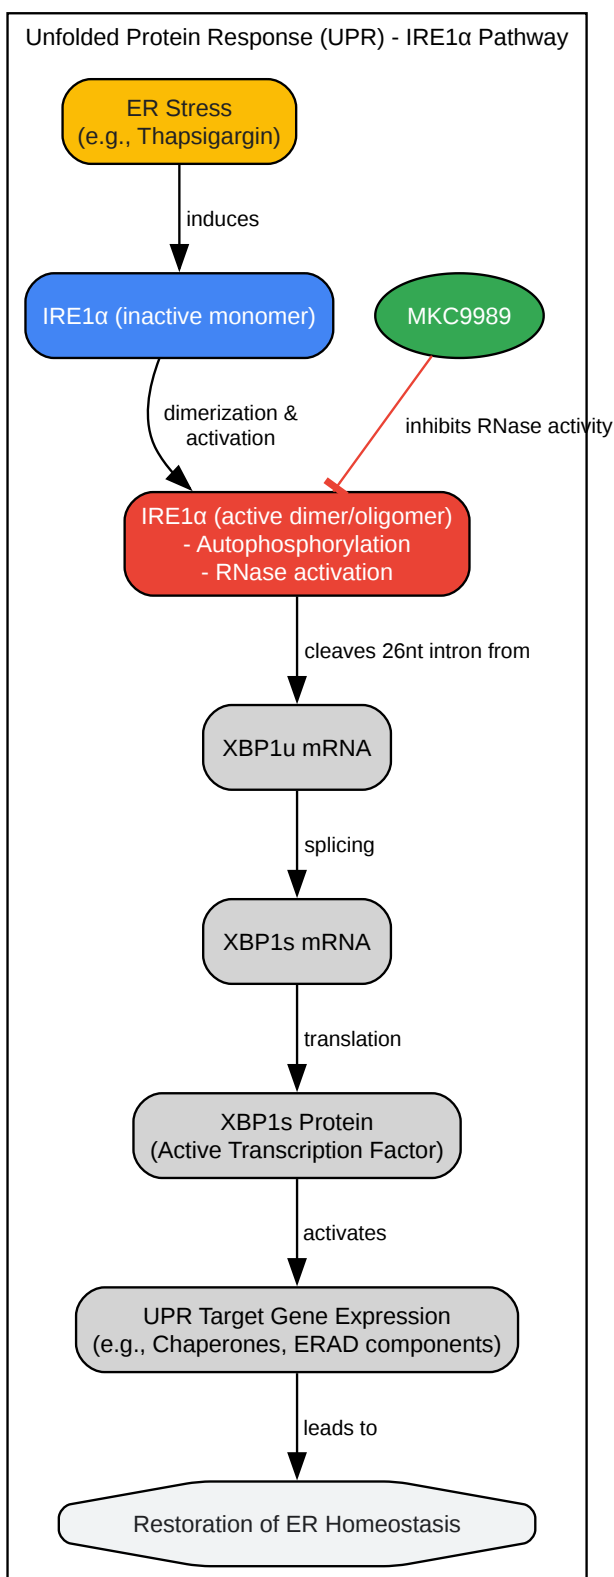 Unfolded Protein Response (UPR) - IRE1α Pathway
ER Stress
(e.g., Thapsigargin)
induces
IRE1α (inactive monomer)
MKC9989
dimerization &
activation
inhibits RNase activity
IRE1α (active dimer/oligomer)
- Autophosphorylation
- RNase activation
cleaves 26nt intron from
XBP1u mRNA
splicing
XBP1s mRNA
translation
XBP1s Protein
(Active Transcription Factor)
activates
UPR Target Gene Expression
(e.g., Chaperones, ERAD components)
leads to
Restoration of ER Homeostasis